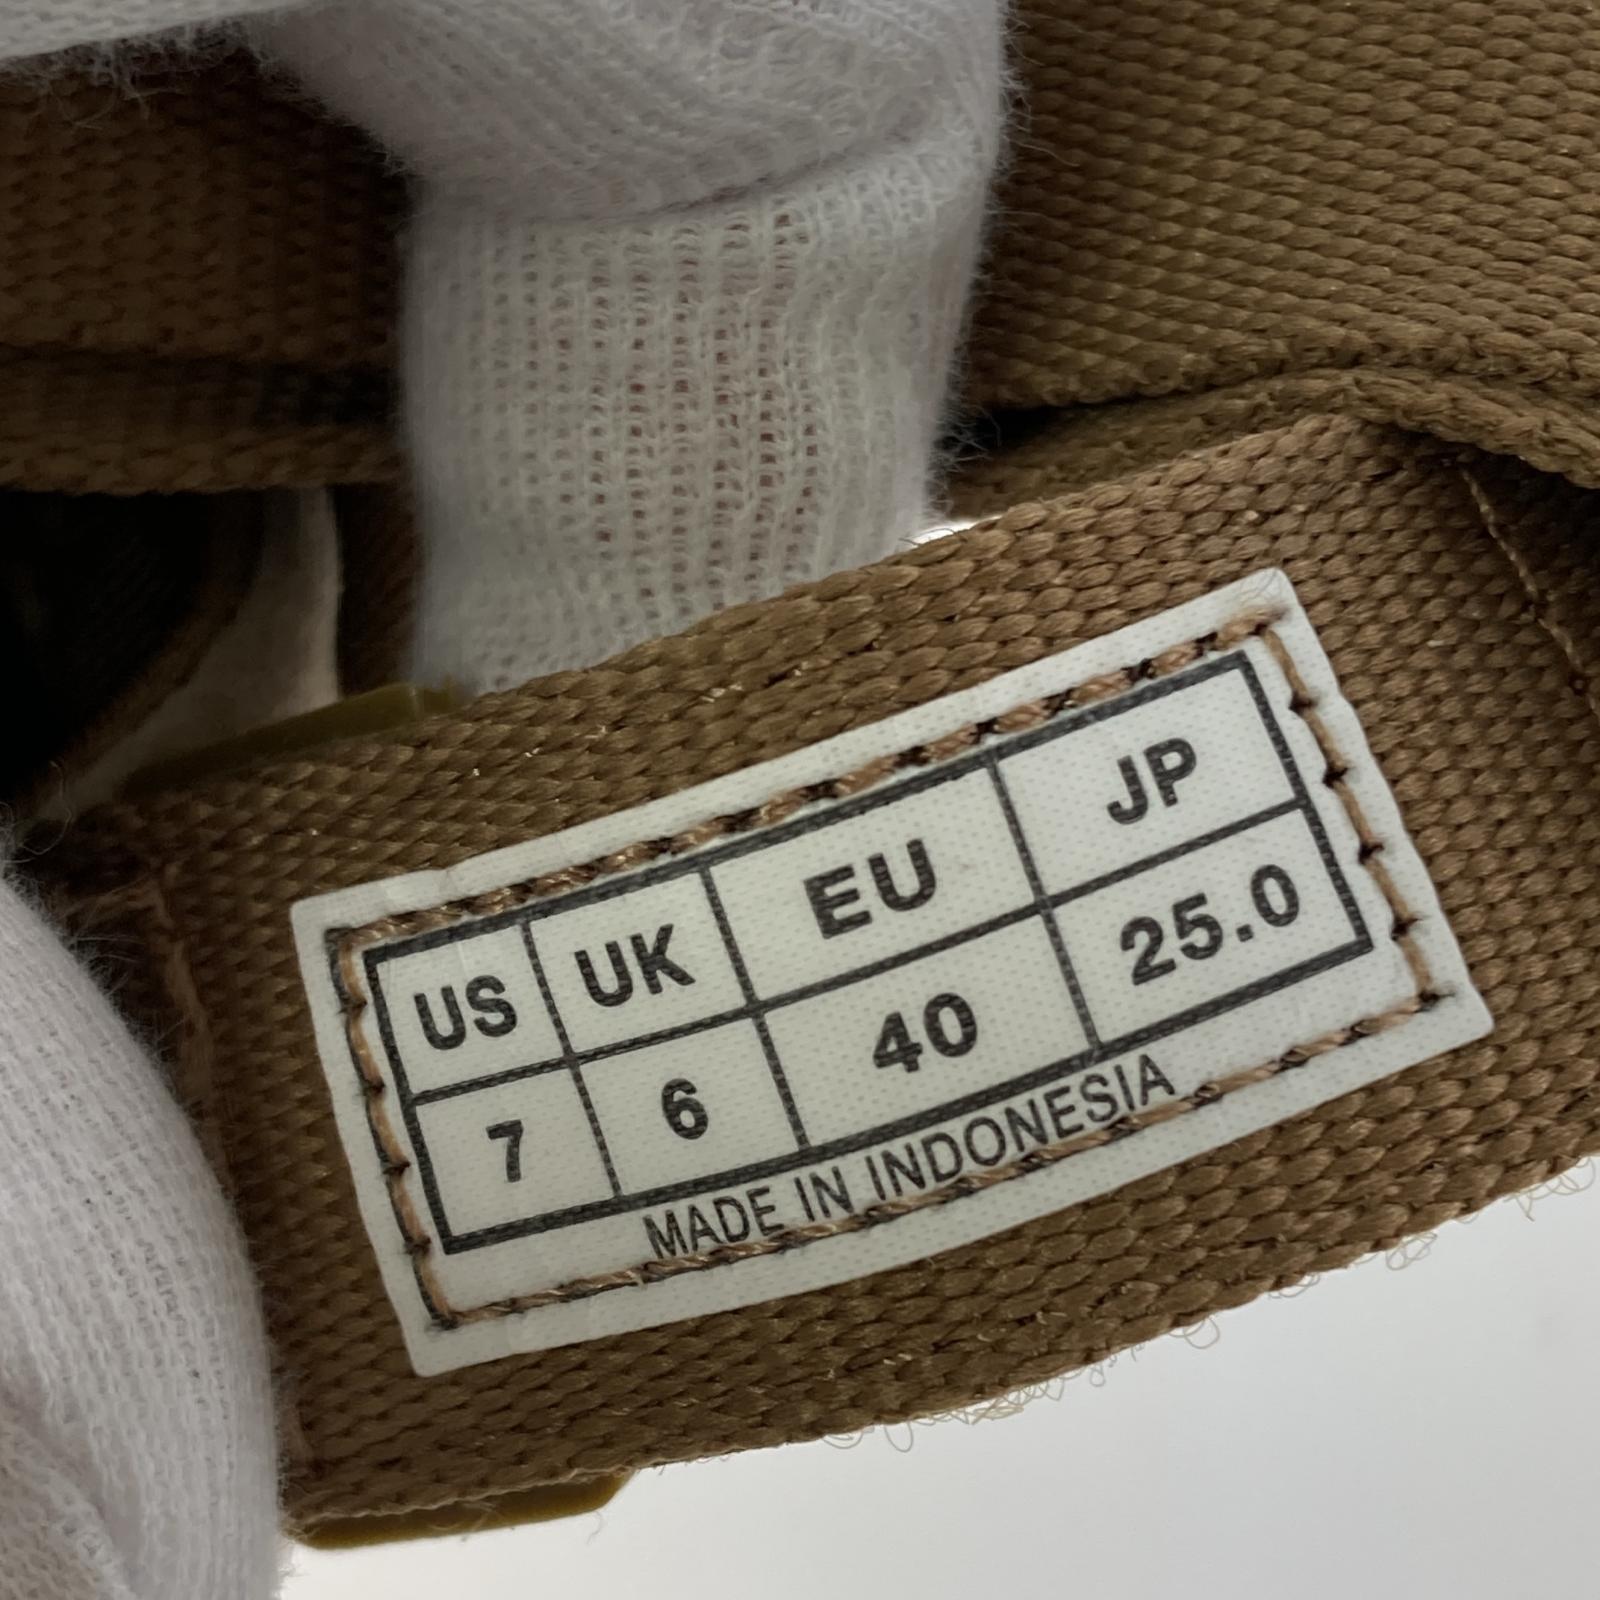 US UK EU JP
7 6 40 25.0
MADE IN INDONESIA